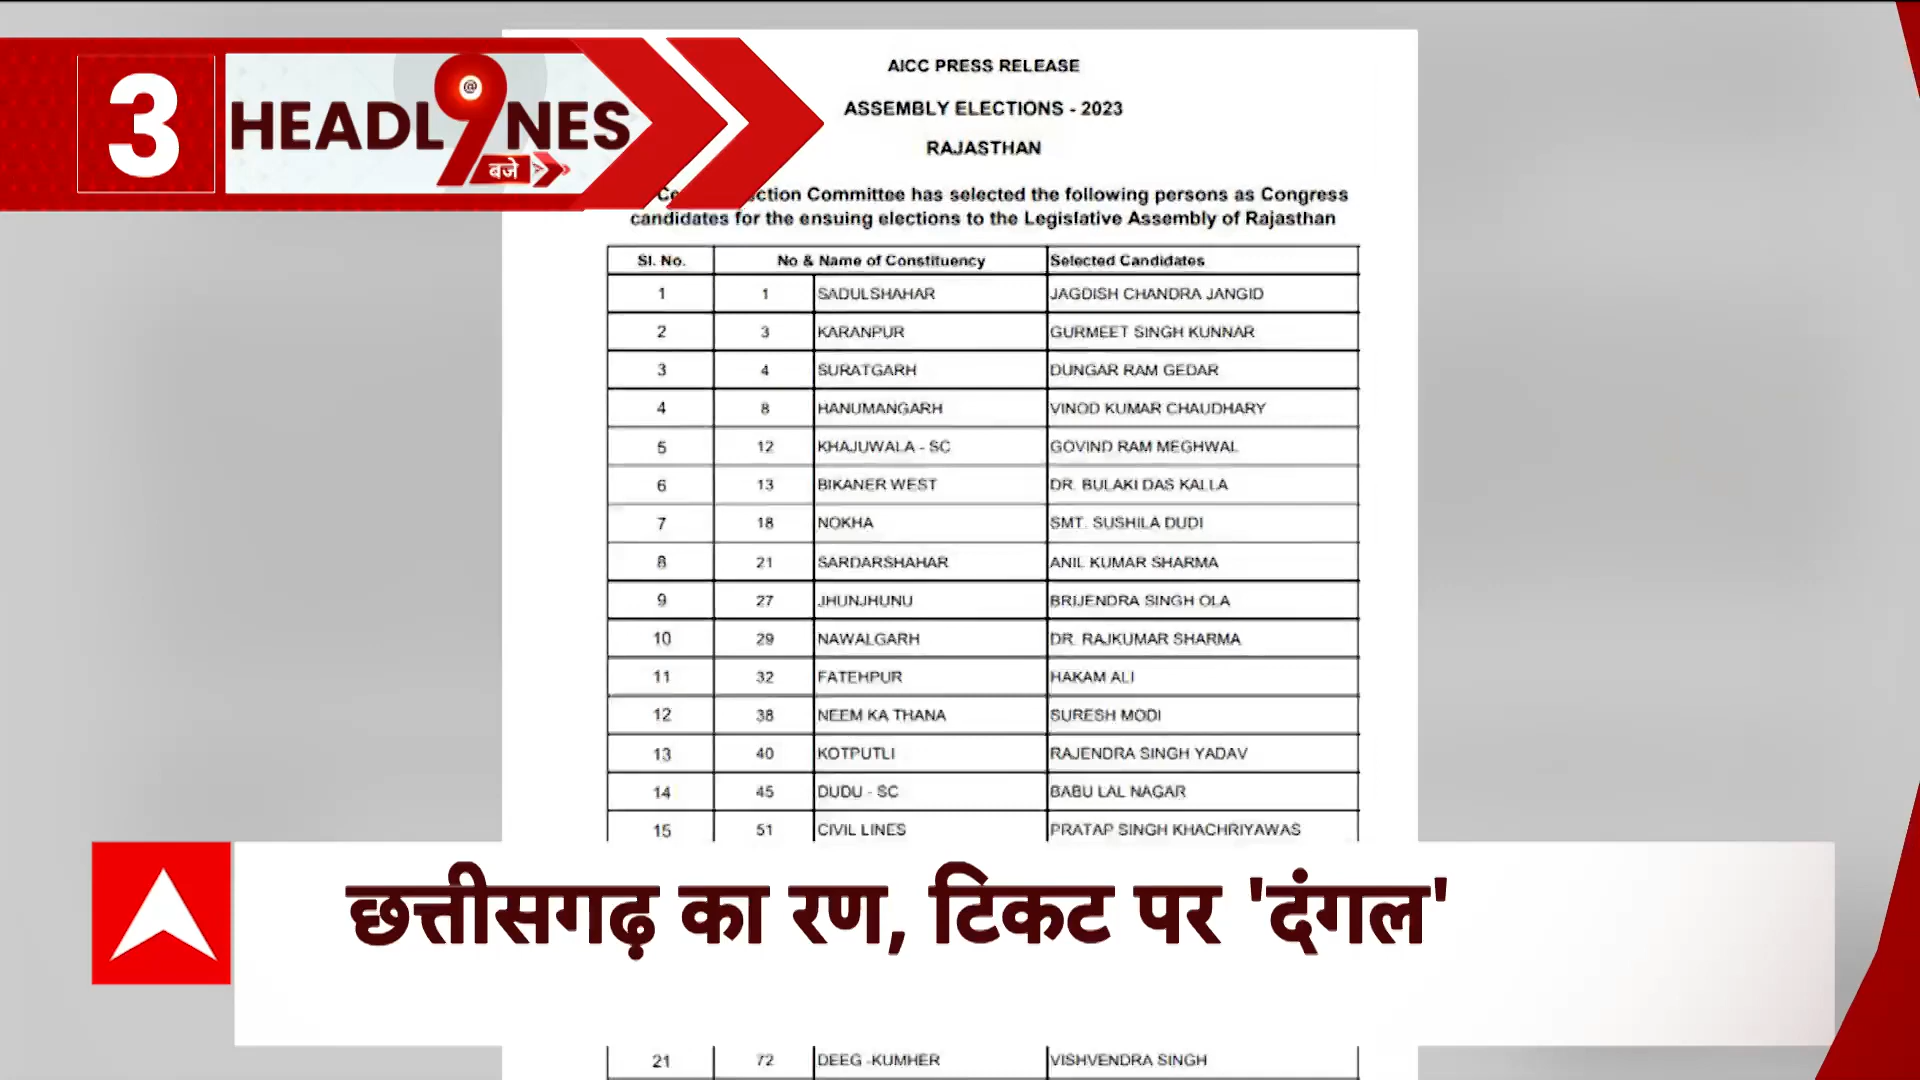 3
HEADL9NES
@
बजे
AICC PRESS RELEASE
ASSEMBLY ELECTIONS - 2023
RAJASTHAN
Committee has selected the following persons as Congress
candidates for the ensuing elections to the Legislative Assembly of Rajasthan
Sl. No. No & Name of Constituency Selected Candidates
1 1 SADULSHAHAR JAGDISH CHANDRA JANGID
2 3 KARANPUR GURMEET SINGH KUNNAR
3 4 SURATGARH DUNGAR RAM GEDAR
4 8 HANUMANGARH VINOD KUMAR CHAUDHARY
5 12 KHAJUWALA - SC GOVIND RAM MEGHWAL
6 13 BIKANER WEST DR. BULAKI DAS KALLA
7 18 NOKHA SMT. SUSHILA DUDI
8 21 SARDARSHAHAR ANIL KUMAR SHARMA
9 27 JHUNJHUNU BRIJENDRA SINGH OLA
10 29 NAWALGARH DR. RAJKUMAR SHARMA
11 32 FATEHPUR HAKAM ALI
12 38 NEEM KA THANA SURESH MODI
13 40 KOTPUTLI RAJENDRA SINGH YADAV
14 45 DUDU - SC BABU LAL NAGAR
15 51 CIVIL LINES PRATAP SINGH KHACHRIYAWAS
छत्तीसगढ़ का रण, टिकट पर 'दंगल'
21 72 DEEG -KUMHER VISHVENDRA SINGH